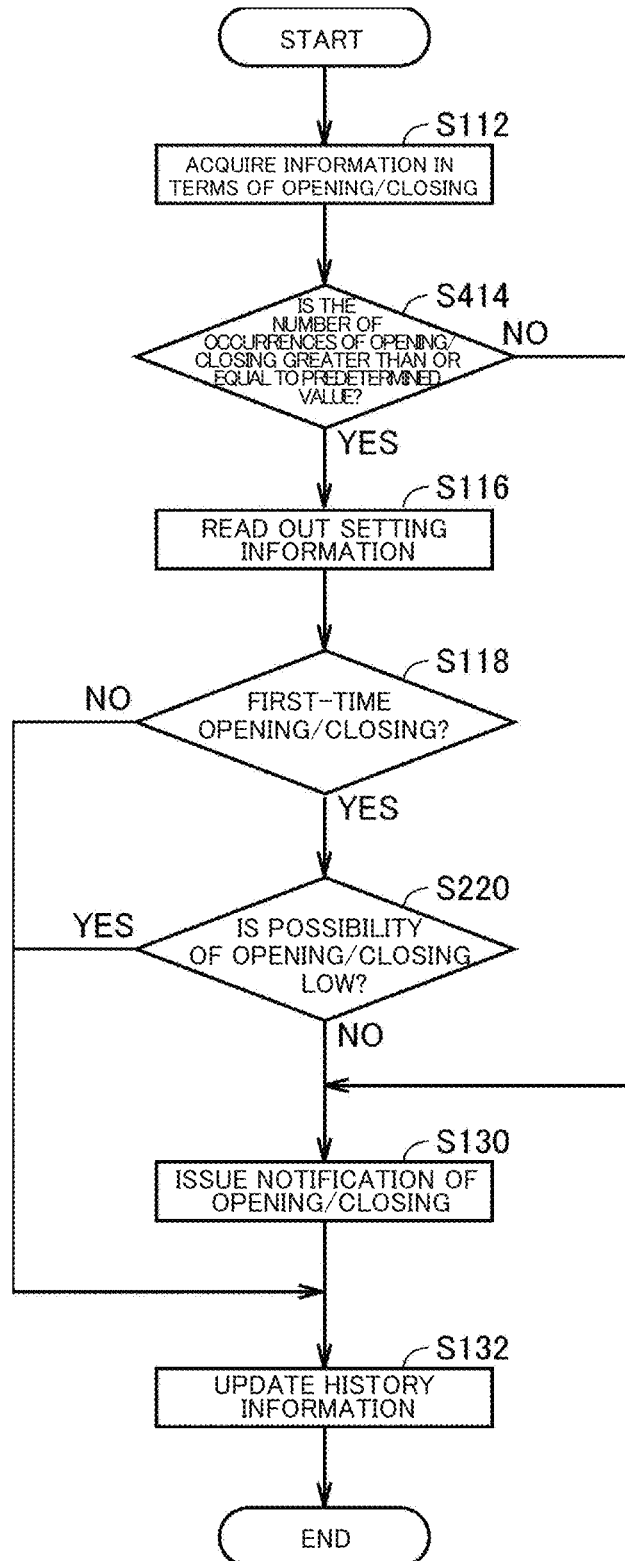 START
S112
ACQUIRE INFORMATION IN
TERMS OF OPENING/CLOSING
S414
IS THE
NUMBER OF
OCCURRENCES OF OPENING/
CLOSING GREATER THAN OR
EQUAL TO PREDETERMINED
VALUE?
NO
YES
S116
READ OUT SETTING
INFORMATION
S118
NO
FIRST-TIME
OPENING/CLOSING?
YES
S220
YES
IS POSSIBILITY
OF OPENING/CLOSING
LOW?
NO
S130
ISSUE NOTIFICATION OF
OPENING/CLOSING
S132
UPDATE HISTORY
INFORMATION
END